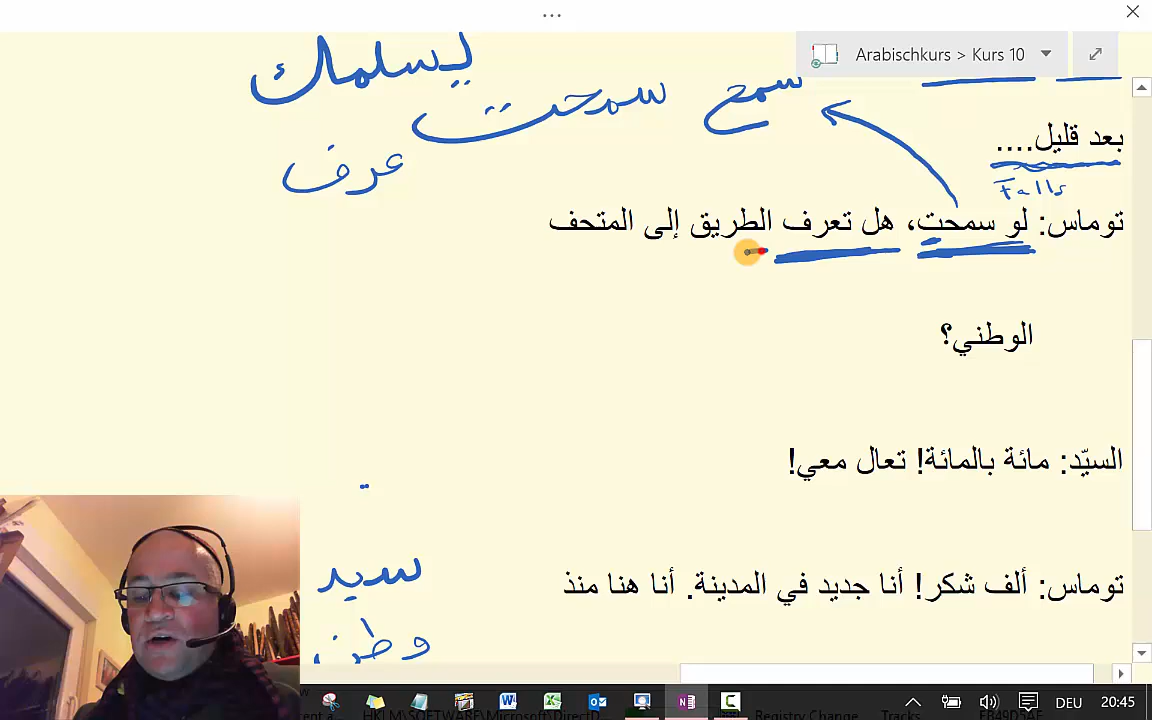 ...
Arabischkurs > Kurs 10
يسلمك
سمح سمحت
عرف
بعد قليل....
Falls
توماس: لو سمحت، هل تعرف الطريق إلى المتحف
الوطني؟
السيّد: مائة بالمائة! تعال معي!
سيد
توماس: ألف شكر! أنا جديد في المدينة. أنا هنا منذ
وطن
DEU
20:45